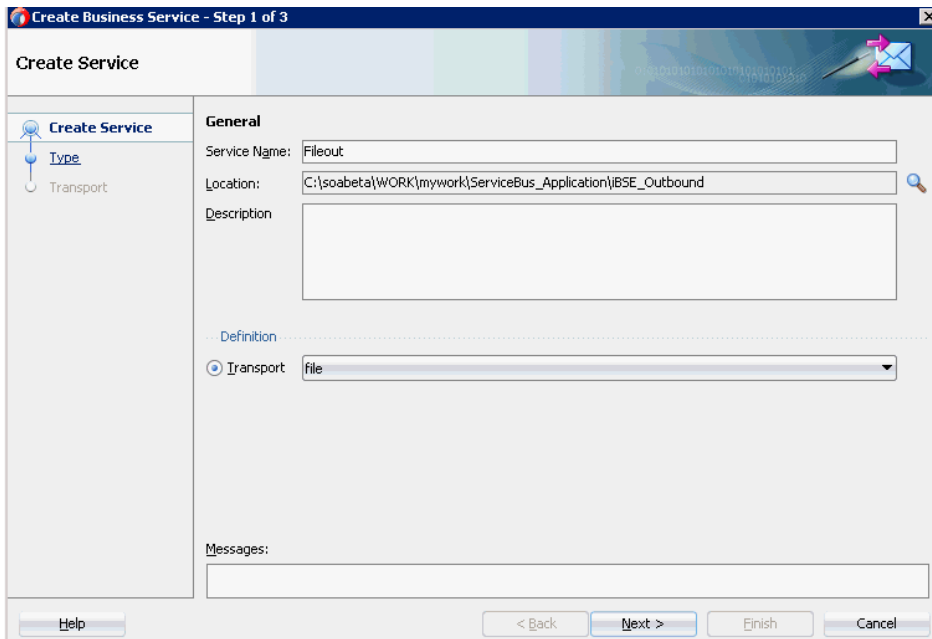 Create Business Service - Step 1 of 3
Create Service
Create Service
Type
Transport
General
Service Name: Fileout
Location: C:\soabeta\WORK\mywork\ServiceBus_Application\iBSE_Outbound
Description
Definition
Transport file
Messages:
Help < Back Next > Finish Cancel